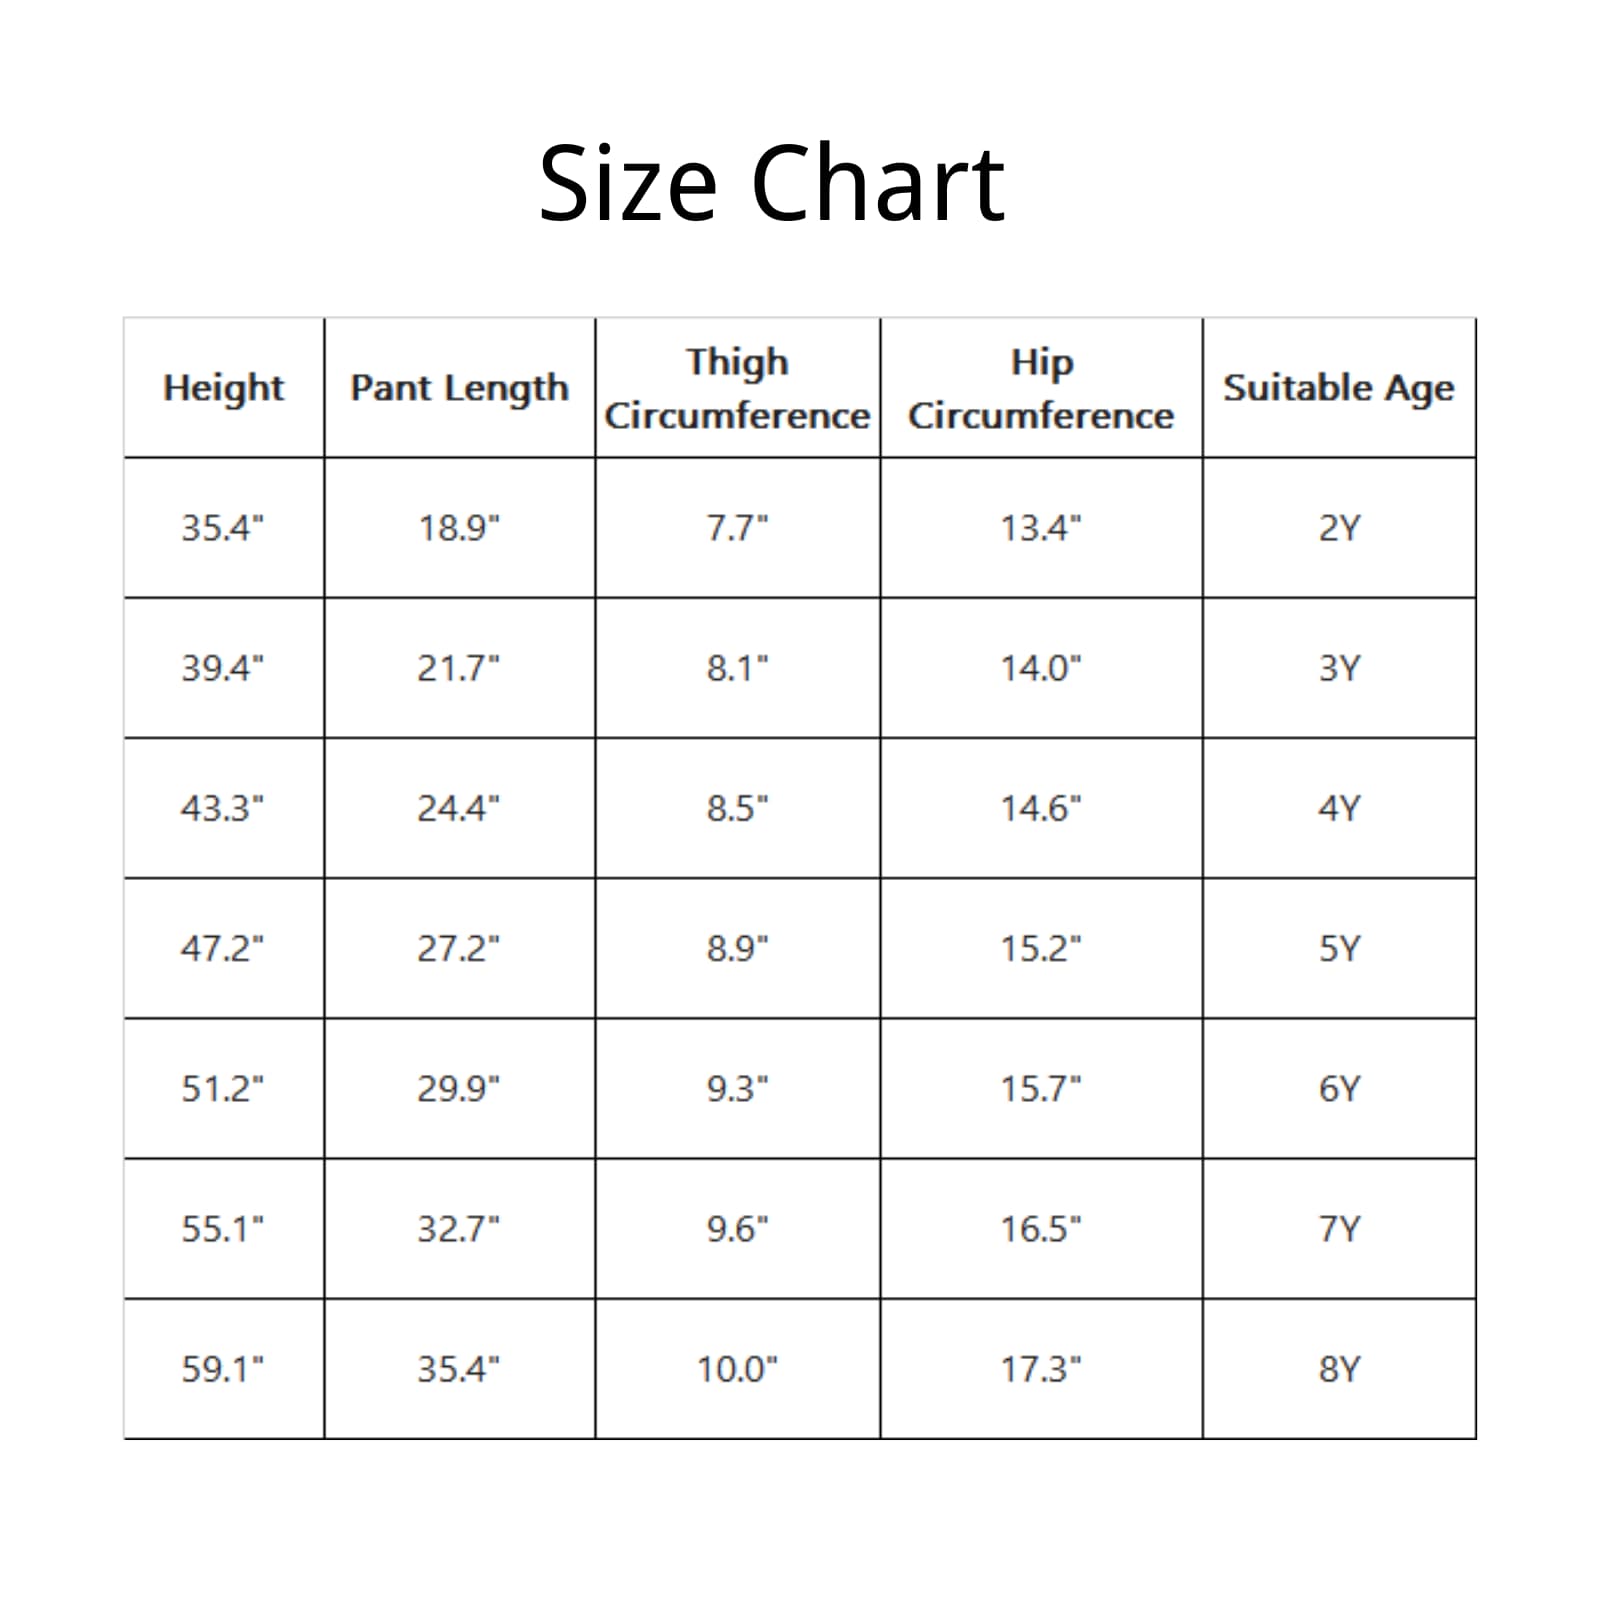 Size Chart
Height Pant Length Thigh Circumference Hip Circumference Suitable Age
35.4" 18.9" 7.7" 13.4" 2Y
39.4" 21.7" 8.1" 14.0" 3Y
43.3" 24.4" 8.5" 14.6" 4Y
47.2" 27.2" 8.9" 15.2" 5Y
51.2" 29.9" 9.3" 15.7" 6Y
55.1" 32.7" 9.6" 16.5" 7Y
59.1" 35.4" 10.0" 17.3" 8Y